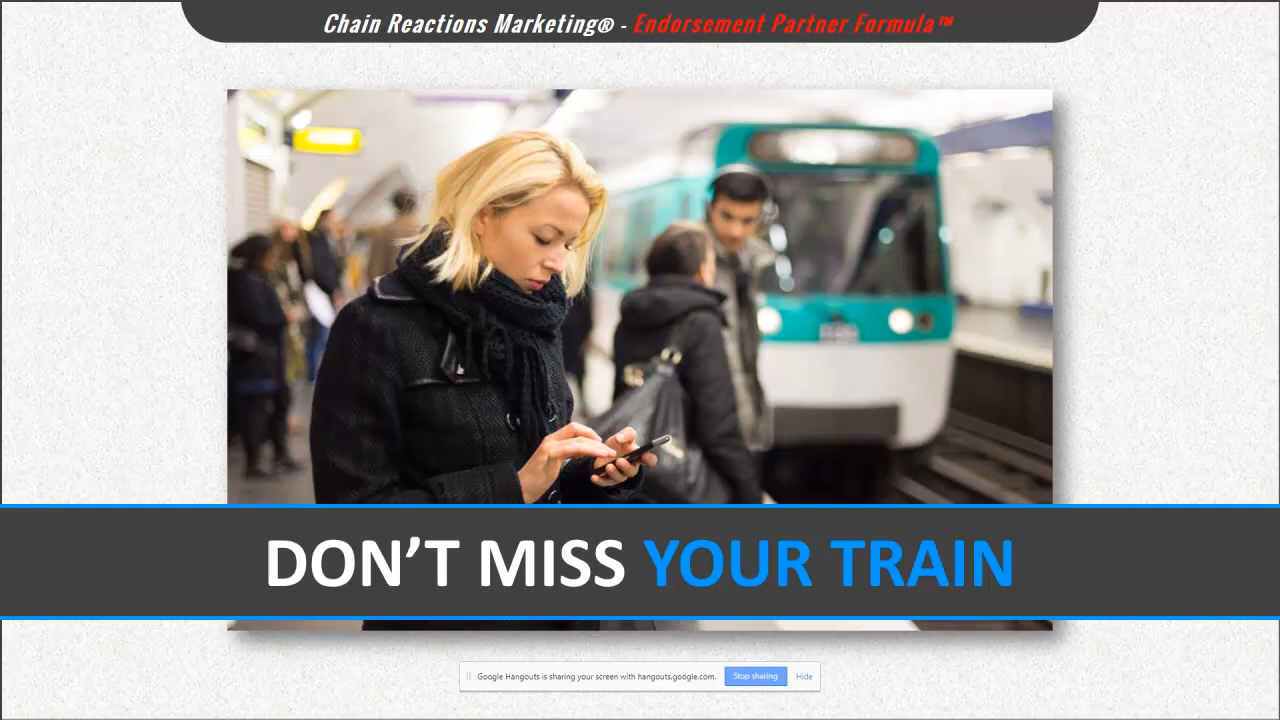 Chain Reactions Marketing® - Endorsement Partner Formula™
DON'T MISS YOUR TRAIN
Google Hangouts is sharing your screen with hangouts.google.com. Stop sharing Hide